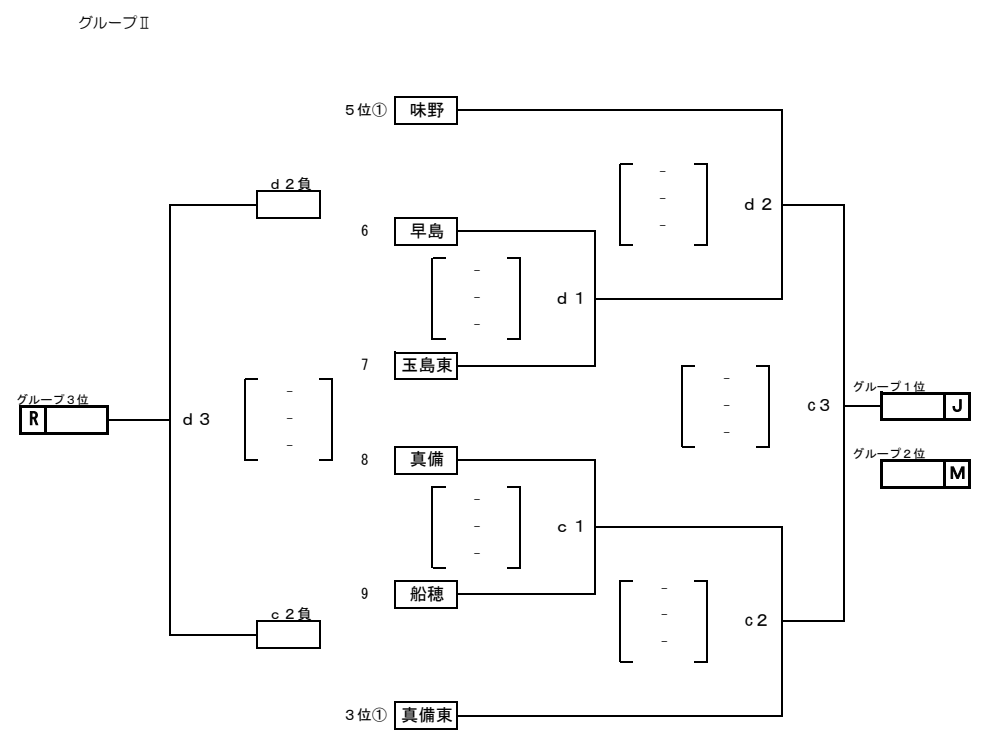 グループⅡ
５位① 味野
ｄ２負
－
－
－
ｄ２
6 早島
－
－
－
ｄ１
7 玉島東
グループ３位
R
ｄ３
－
－
－
－
－
－
ｃ３
グループ１位
J
グループ２位
M
8 真備
－
－
－
ｃ１
9 船穂
ｃ２負
－
－
－
ｃ２
３位① 真備東